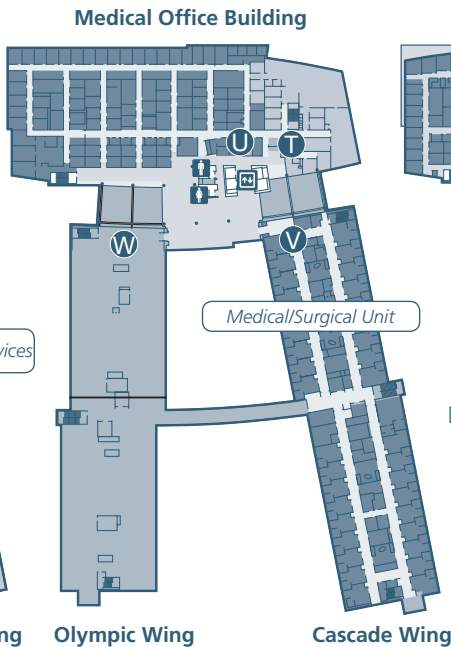 Medical Office Building
U
T
W
V
Medical/Surgical Unit
vices
ng
Olympic Wing
Cascade Wing